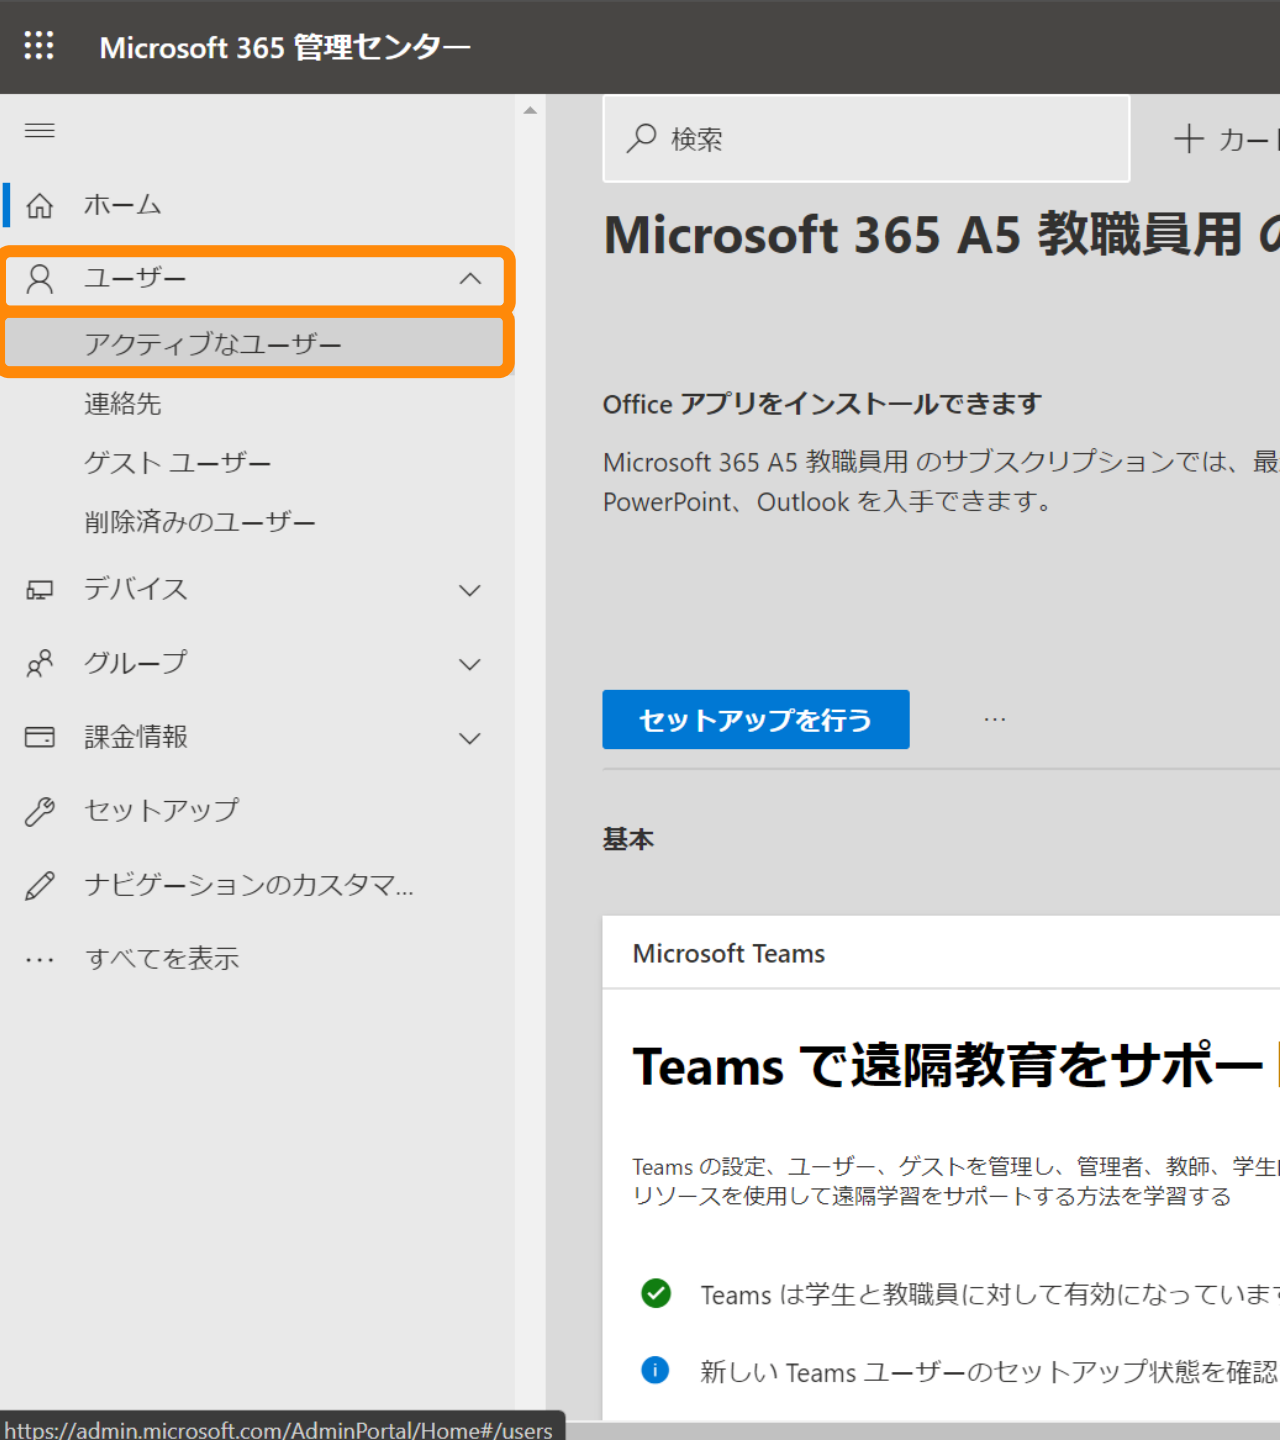 Microsoft 365 管理センター
検索
カー
ホーム
Microsoft 365 A5 教職員用 の
ユーザー
アクティブなユーザー
連絡先
ゲスト ユーザー
削除済みのユーザー
デバイス
グループ
課金情報
セットアップ
ナビゲーションのカスタマ...
すべてを表示
Office アプリをインストールできます
Microsoft 365 A5 教職員用 のサブスクリプションでは、最
PowerPoint、Outlook を入手できます。
セットアップを行う
...
基本
Microsoft Teams
Teams で遠隔教育をサポー
Teams の設定、ユーザー、ゲストを管理し、管理者、教師、学生
リソースを使用して遠隔学習をサポートする方法を学習する
Teams は学生と教職員に対して有効になっています
新しい Teams ユーザーのセットアップ状態を確認
https://admin.microsoft.com/AdminPortal/Home#/users